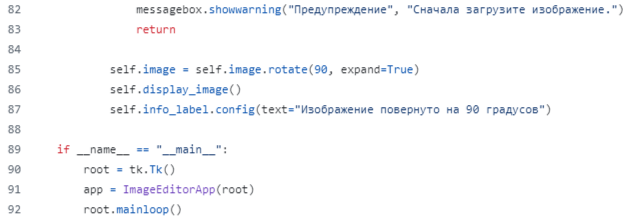 82 messagebox.showwarning("Предупреждение", "Сначала загрузите изображение.")
83 return
84
85 self.image = self.image.rotate(90, expand=True)
86 self.display_image()
87 self.info_label.config(text="Изображение повернуто на 90 градусов")
88
89 if __name__ == "__main__":
90 root = tk.Tk()
91 app = ImageEditorApp(root)
92 root.mainloop()